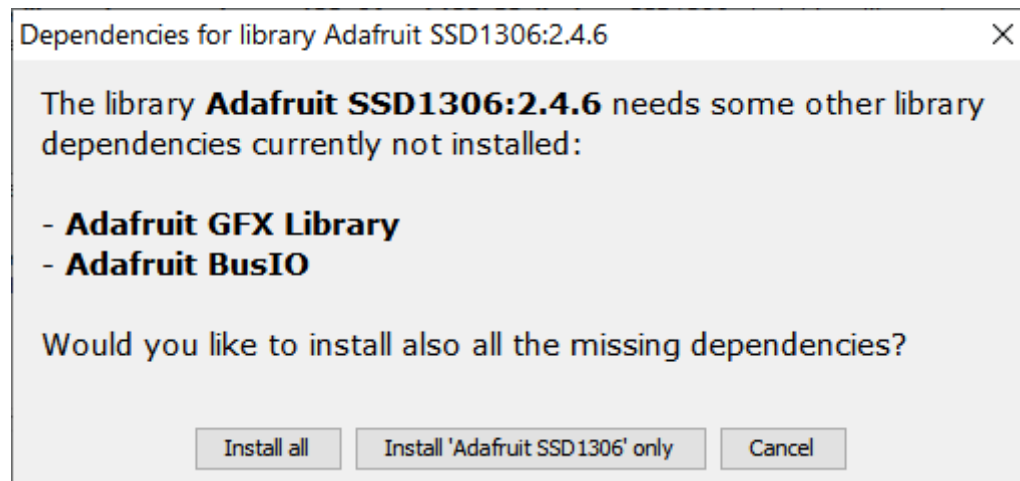 Dependencies for library Adafruit SSD1306:2.4.6
The library Adafruit SSD1306:2.4.6 needs some other library
dependencies currently not installed:
- Adafruit GFX Library
- Adafruit BusIO
Would you like to install also all the missing dependencies?
Install all Install 'Adafruit SSD1306' only Cancel